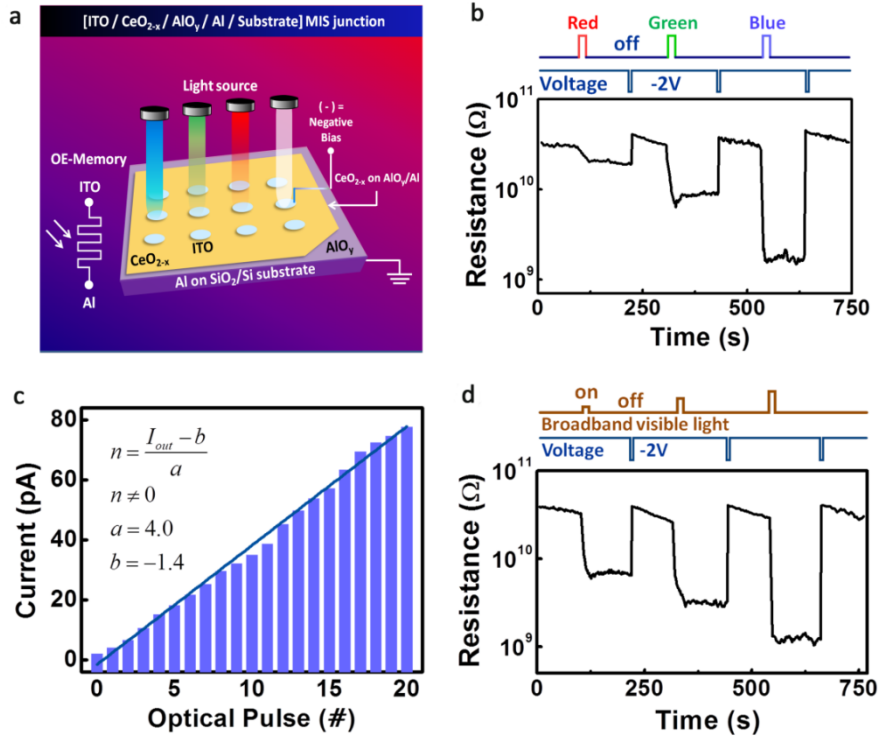 a
[ITO / CeO2-x / AlOy / Al / Substrate] MIS junction
Light source
( - ) =
Negative
Bias
OE-Memory
CeO2-x on AlOy/Al
ITO
ITO
CeO2-x
AlOy
Al on SiO2/Si substrate
Al
b
Red
Green
Blue
off
Voltage
-2V
Resistance (Ω)
10^11
10^10
10^9
0
250
500
750
Time (s)
c
Current (pA)
80
60
40
20
0
n = (I_out − b) / a
n ≠ 0
a = 4.0
b = −1.4
0
5
10
15
20
Optical Pulse (#)
d
on
off
Broadband visible light
Voltage
-2V
Resistance (Ω)
10^11
10^10
10^9
0
250
500
750
Time (s)